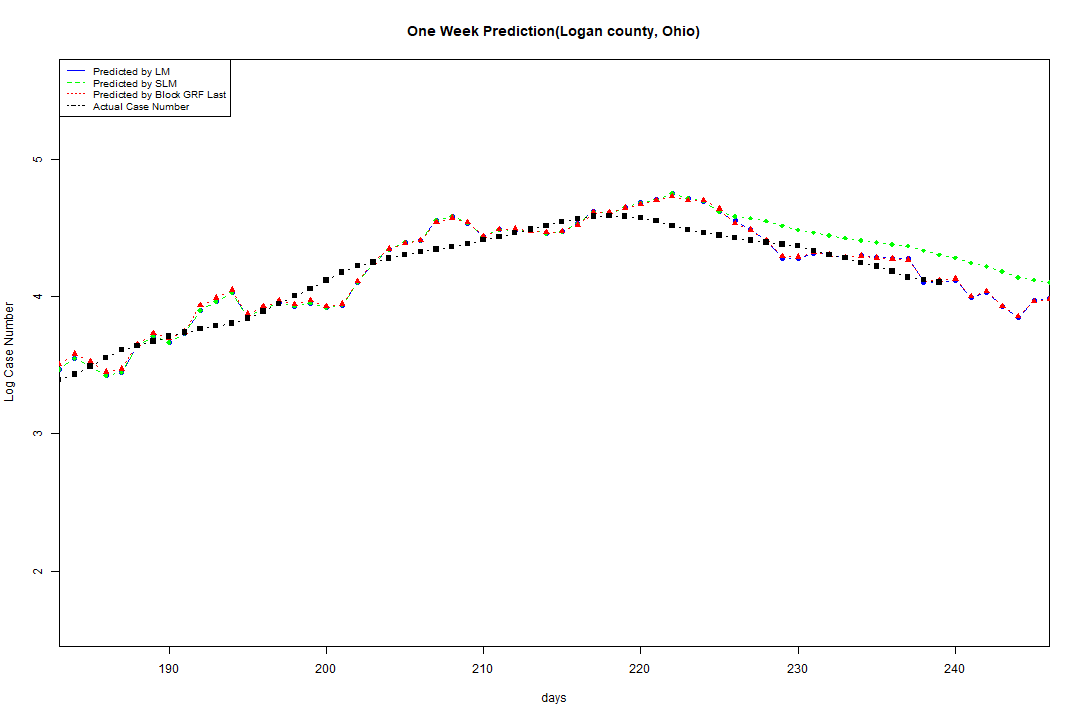 One Week Prediction(Logan county, Ohio)
Predicted by LM
Predicted by SLM
Predicted by Block GRF Last
Actual Case Number
5
4
3
2
Log Case Number
190 200 210 220 230 240
days